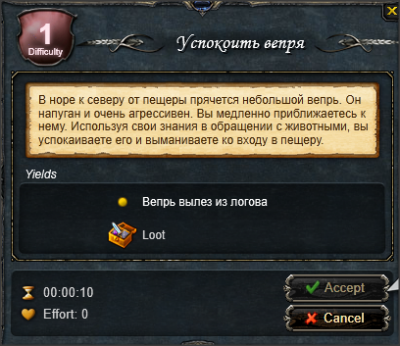 1
Difficulty
Успокоить вепря
В норе к северу от пещеры прячется небольшой вепрь. Он
напуган и очень агрессивен. Вы медленно приближаетесь к
нему. Используя свои знания в обращении с животными, вы
успокаиваете его и выманиваете ко входу в пещеру.
Yields
Вепрь вылез из логова
Loot
00:00:10
Accept
Effort: 0
Cancel